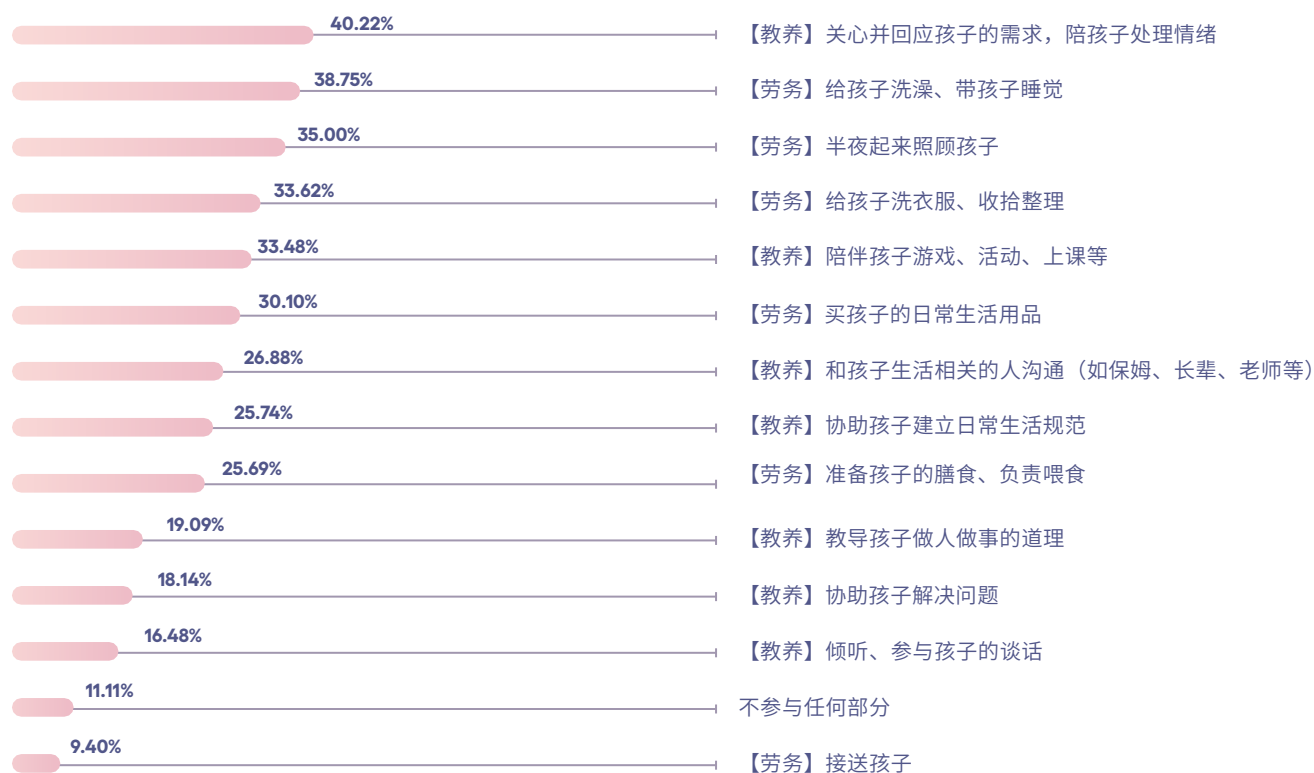 40.22%
【教养】关心并回应孩子的需求，陪孩子处理情绪
38.75%
【劳务】给孩子洗澡、带孩子睡觉
35.00%
【劳务】半夜起来照顾孩子
33.62%
【劳务】给孩子洗衣服、收拾整理
33.48%
【教养】陪伴孩子游戏、活动、上课等
30.10%
【劳务】买孩子的日常生活用品
26.88%
【教养】和孩子生活相关的人沟通（如保姆、长辈、老师等）
25.74%
【教养】协助孩子建立日常生活规范
25.69%
【劳务】准备孩子的膳食、负责喂食
19.09%
【教养】教导孩子做人做事的道理
18.14%
【教养】协助孩子解决问题
16.48%
【教养】倾听、参与孩子的谈话
11.11%
不参与任何部分
9.40%
【劳务】接送孩子